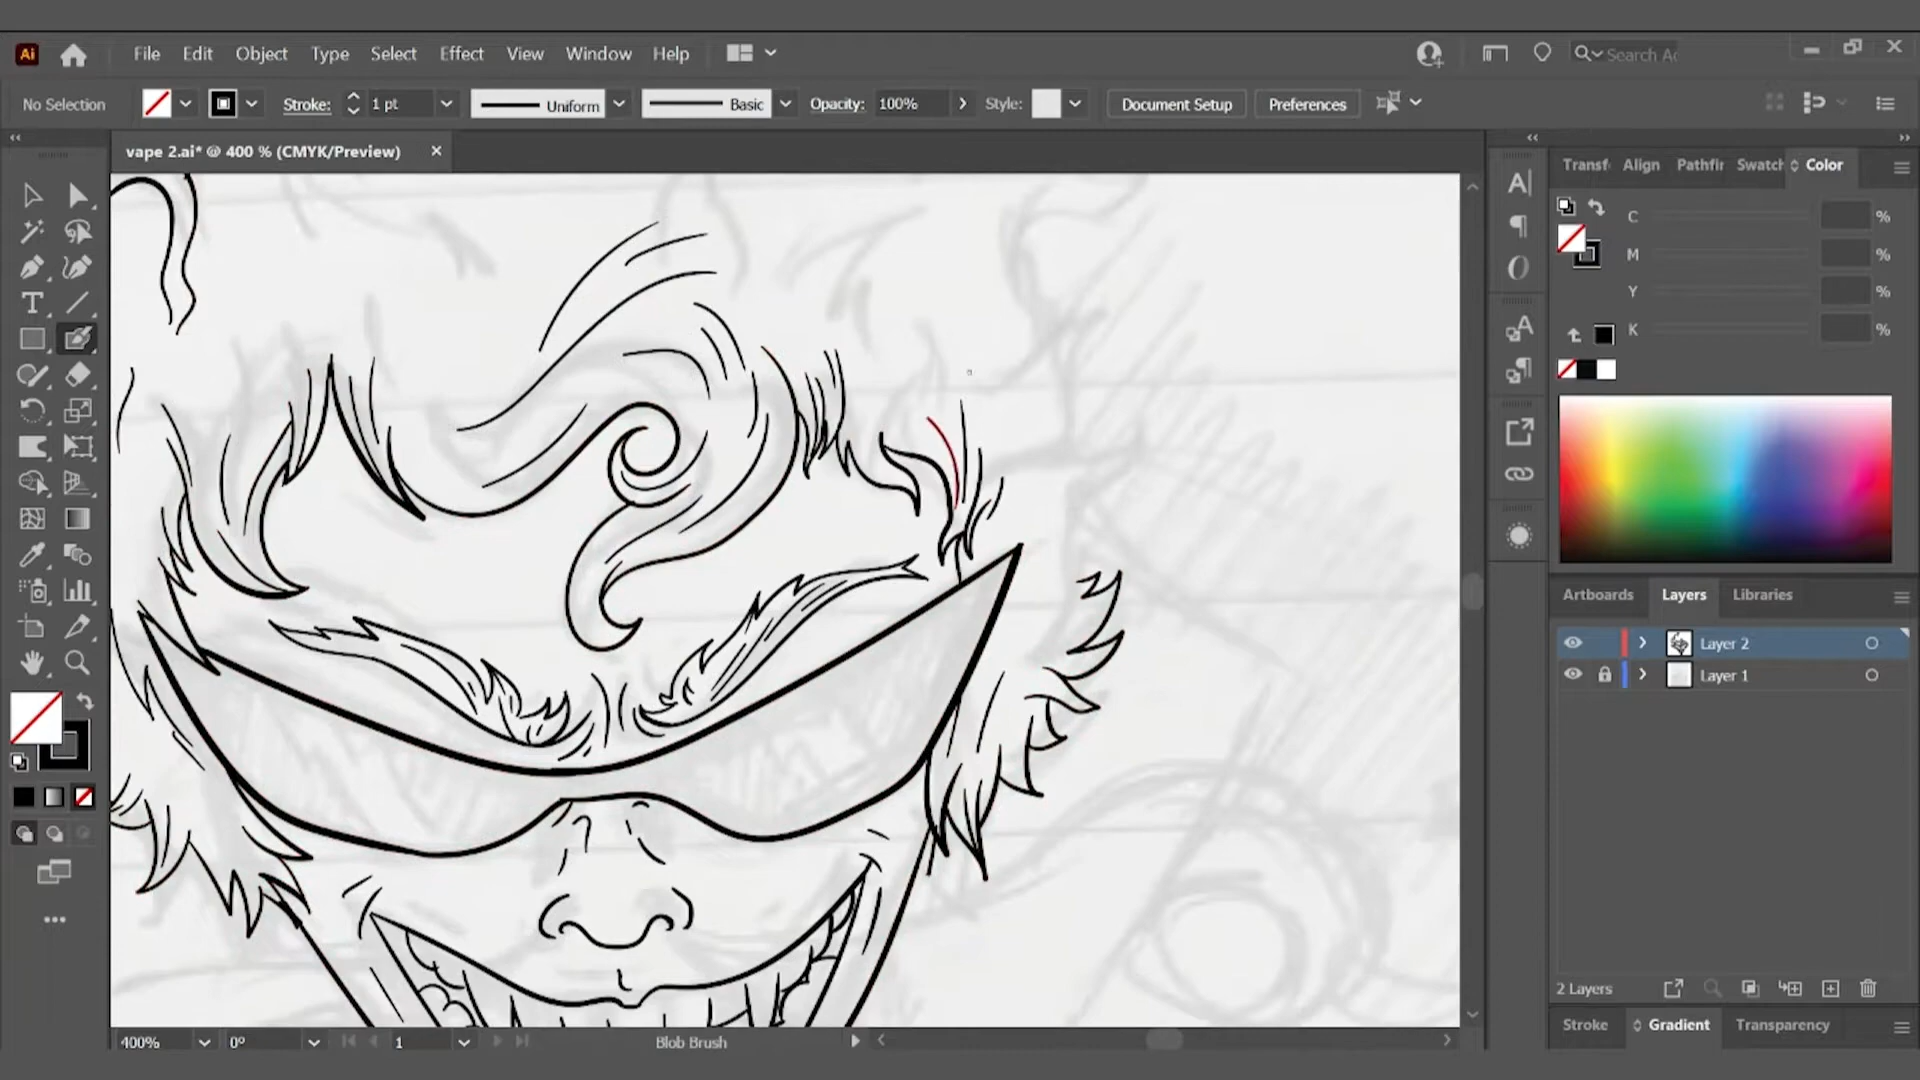 Ai File Edit Object Type Select Effect View Window Help Search Ac
No Selection Stroke: 1 pt Uniform Basic Opacity: 100% Style: Document Setup Preferences
vape 2.ai* @ 400 % (CMYK/Preview)
Transf Align Pathfir Swatch Color
C %
M %
Y %
K %
Artboards Layers Libraries
Layer 2
Layer 1
2 Layers
Stroke Gradient Transparency
400% 0° 1 Blob Brush